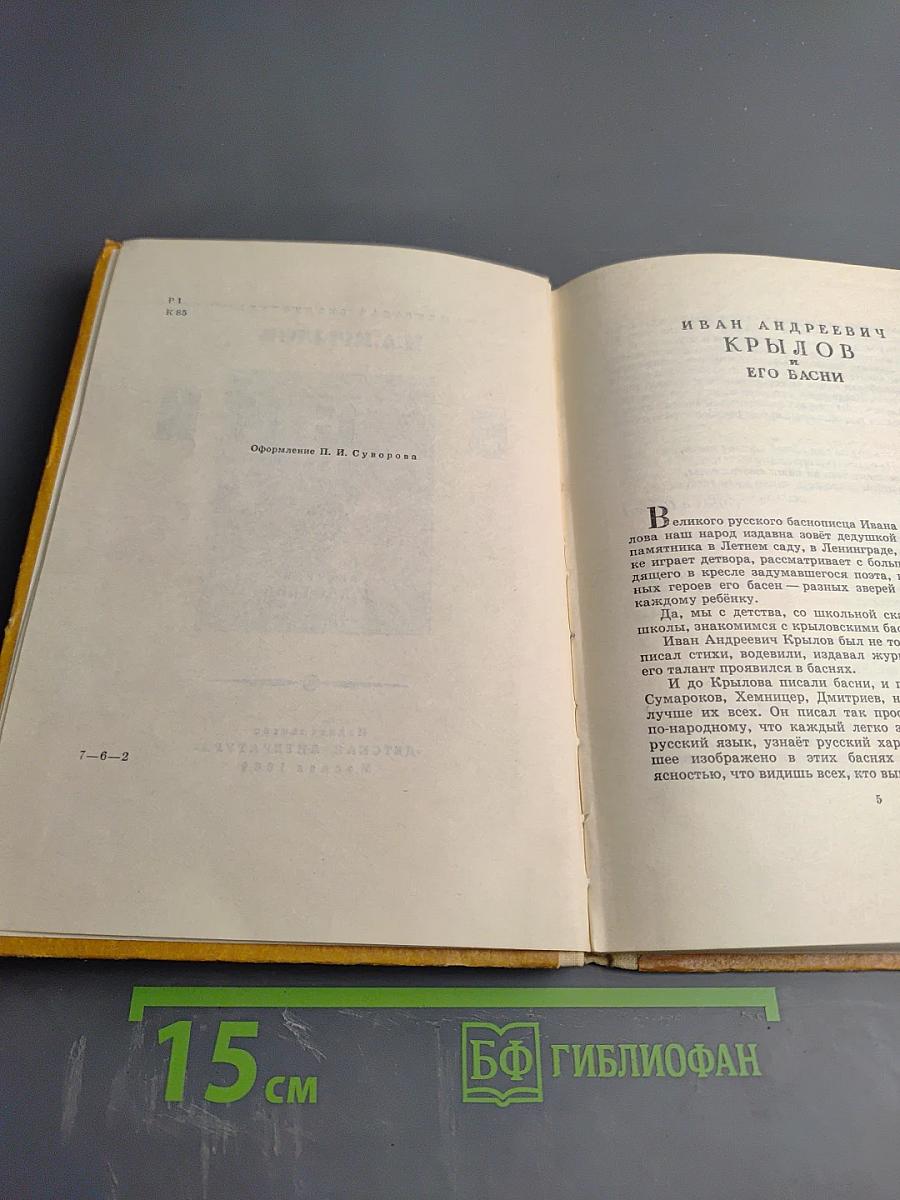 Р 1
К 85
Оформление П. И. Суворова
7—6—2
ИВАН АНДРЕЕВИЧ
КРЫЛОВ
И
ЕГО БАСНИ
Великого русского баснописца Ивана
лова наш народ издавна зовёт дедушкой
памятника в Летнем саду, в Ленинграде,
ке играет детвора, рассматривает с больш
дящего в кресле задумавшегося поэта,
ных героев его басен — разных зверей
каждому ребёнку.
Да, мы с детства, со школьной ска
школы, знакомимся с крыловскими бас
Иван Андреевич Крылов был не то
писал стихи, водевили, издавал жур
его талант проявился в баснях.
И до Крылова писали басни, и п
Сумароков, Хемницер, Дмитриев, н
лучше их всех. Он писал так прос
по-народному, что каждый легко з
русский язык, узнаёт русский хар
шее изображено в этих баснях
ясностью, что видишь всех, кто вы
5
15 см
БФ ГИБЛИОФАН